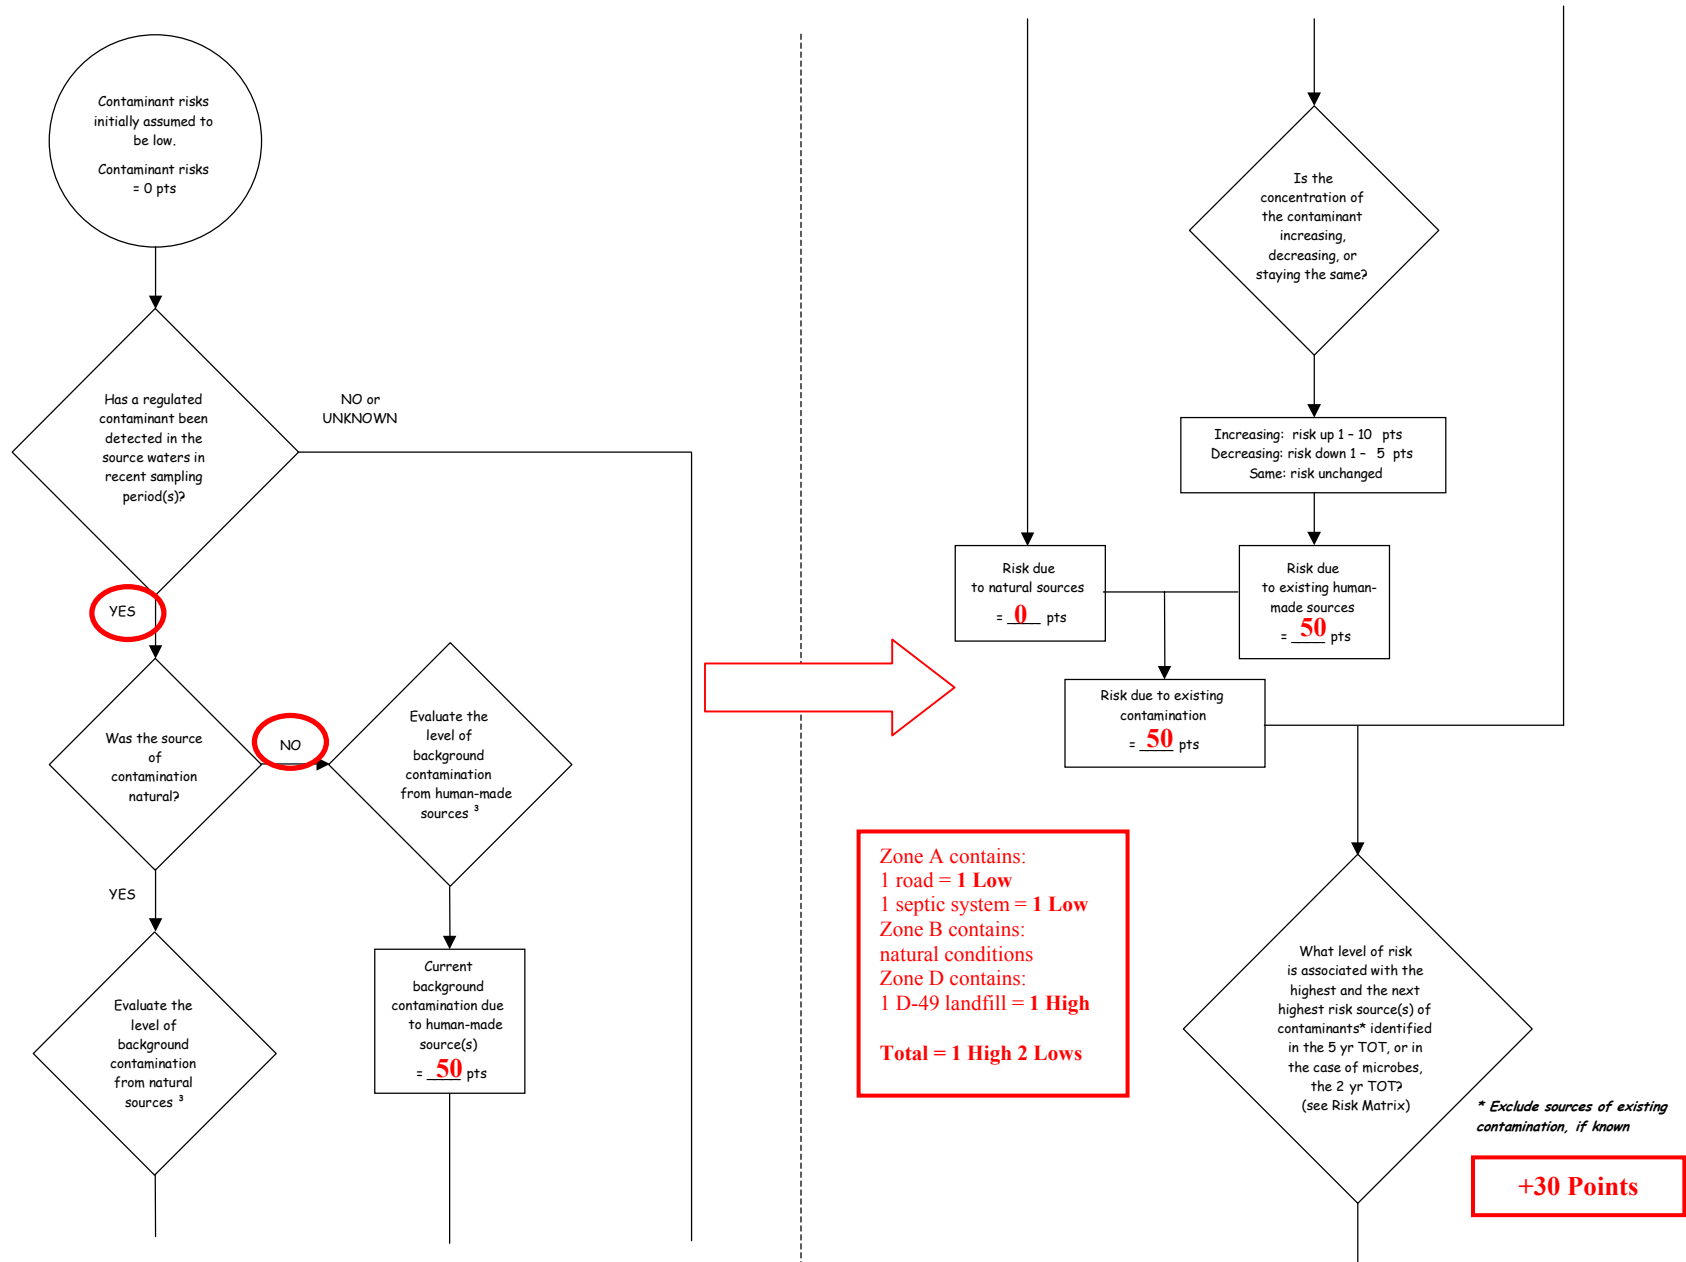 Contaminant risks
initially assumed to
be low.
Contaminant risks
= 0 pts
Has a regulated
contaminant been
detected in the
source waters in
recent sampling
period(s)?
NO or
UNKNOWN
YES
Was the source
of
contamination
natural?
NO
Evaluate the
level of
background
contamination
from human-made
sources ³
YES
Evaluate the
level of
background
contamination
from natural
sources ³
Current
background
contamination due
to human-made
source(s)
= 50 pts
Is the
concentration of
the contaminant
increasing,
decreasing, or
staying the same?
Increasing: risk up 1 – 10 pts
Decreasing: risk down 1 – 5 pts
Same: risk unchanged
Risk due
to natural sources
= 0 pts
Risk due
to existing human-
made sources
= 50 pts
Risk due to existing
contamination
= 50 pts
Zone A contains:
1 road = 1 Low
1 septic system = 1 Low
Zone B contains:
natural conditions
Zone D contains:
1 D-49 landfill = 1 High
Total = 1 High 2 Lows
What level of risk
is associated with the
highest and the next
highest risk source(s) of
contaminants* identified
in the 5 yr TOT, or in
the case of microbes,
the 2 yr TOT?
(see Risk Matrix)
* Exclude sources of existing
contamination, if known
+30 Points